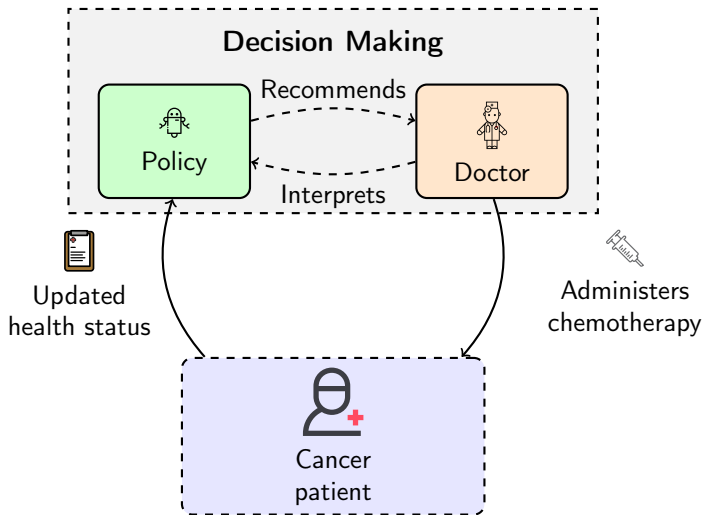 Decision Making
Recommends
Policy
Doctor
Interprets
Updated
health status
Administers
chemotherapy
Cancer
patient